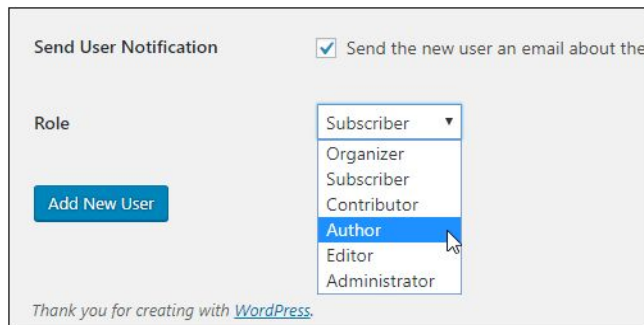 Send User Notification
Send the new user an email about the
Role
Subscriber
Organizer
Subscriber
Contributor
Add New User
Author
Editor
Administrator
Thank you for creating with WordPress.